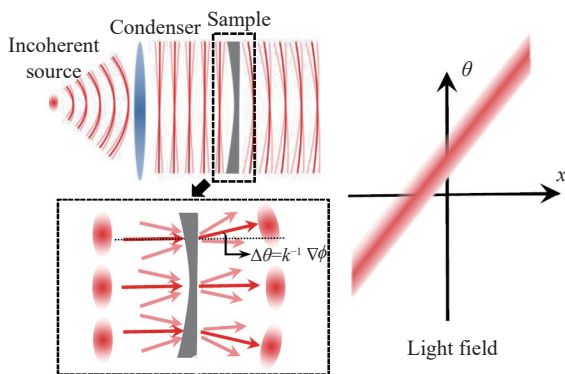 Condenser
Sample
Incoherent
source
θ
x
Δθ=k⁻¹ ∇ϕ
Light field